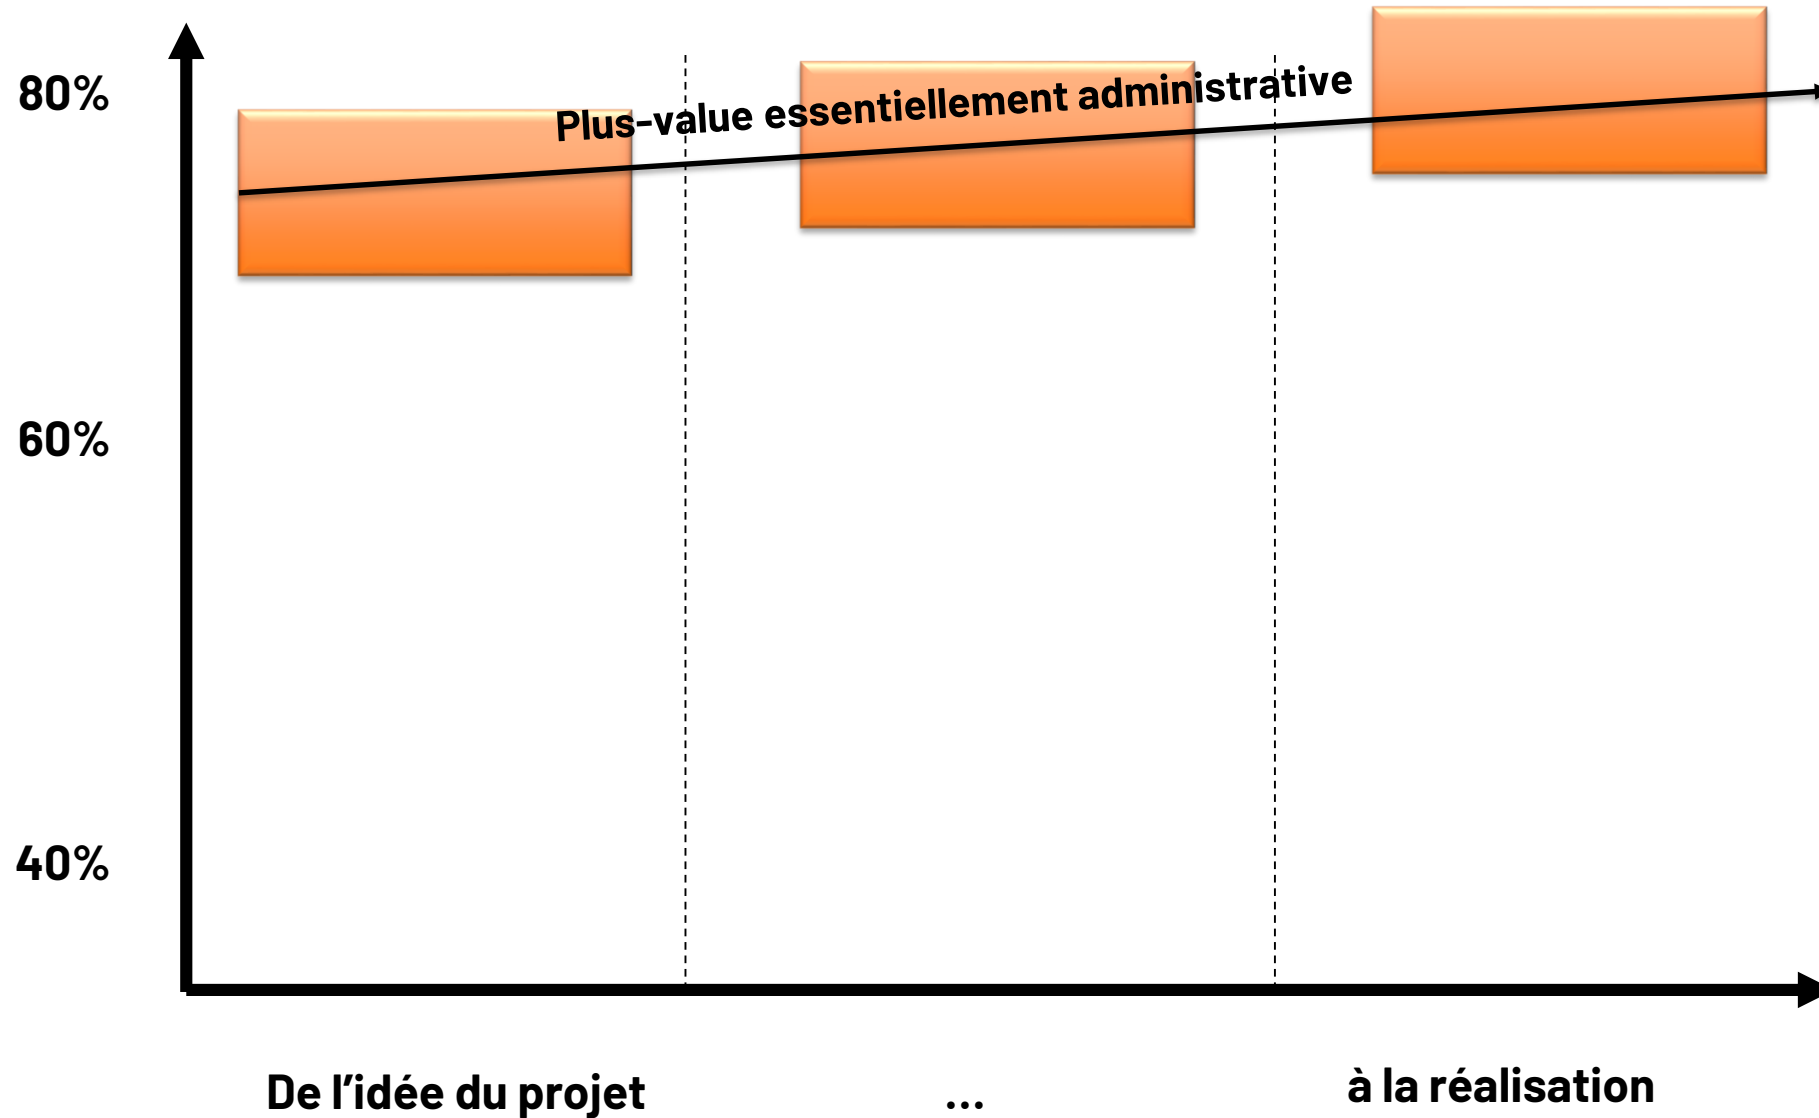 80%
Plus-value essentiellement administrative
60%
40%
De l’idée du projet
...
à la réalisation